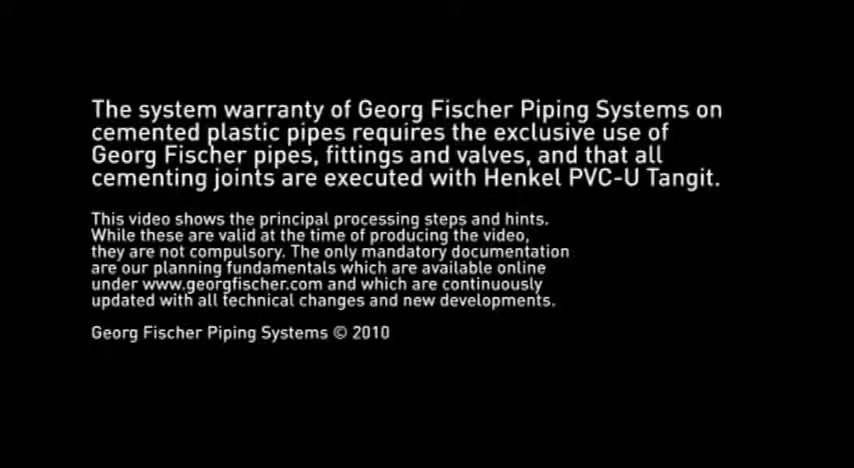 The system warranty of Georg Fischer Piping Systems on
cemented plastic pipes requires the exclusive use of
Georg Fischer pipes, fittings and valves, and that all
cementing joints are executed with Henkel PVC-U Tangit.
This video shows the principal processing steps and hints.
While these are valid at the time of producing the video,
they are not compulsory. The only mandatory documentation
are our planning fundamentals which are available online
under www.georgfischer.com and which are continuously
updated with all technical changes and new developments.
Georg Fischer Piping Systems © 2010